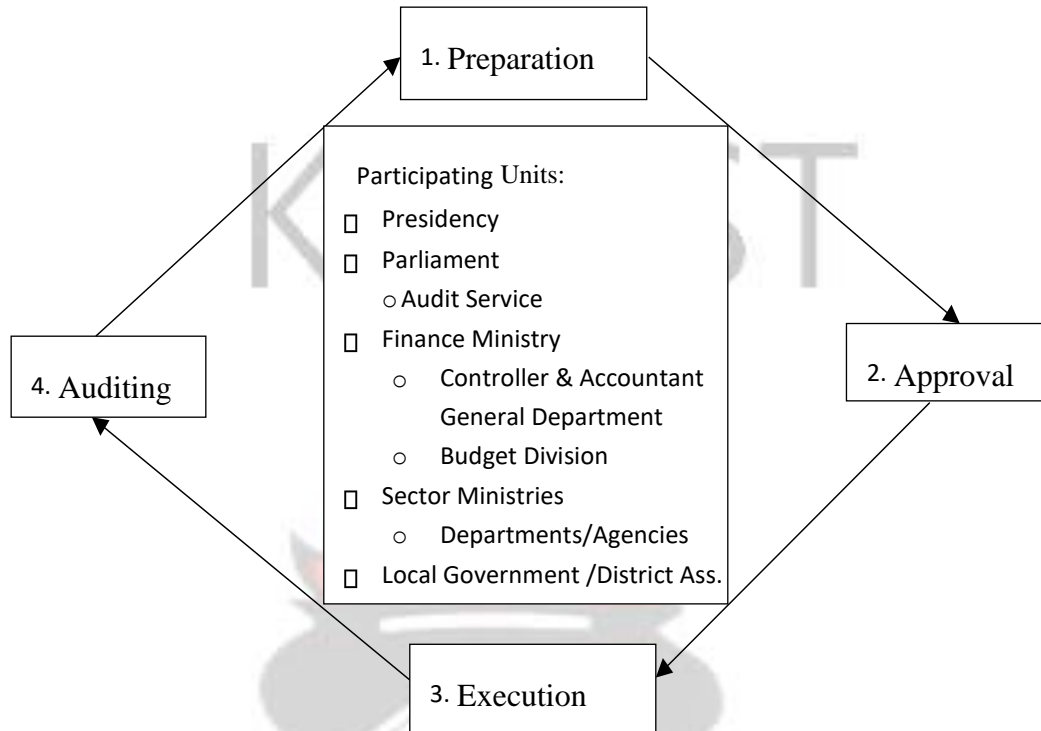 1. Preparation
Participating Units:
Presidency
Parliament
o Audit Service
Finance Ministry
o Controller & Accountant
General Department
o Budget Division
Sector Ministries
o Departments/Agencies
Local Government /District Ass.
4. Auditing
2. Approval
3. Execution